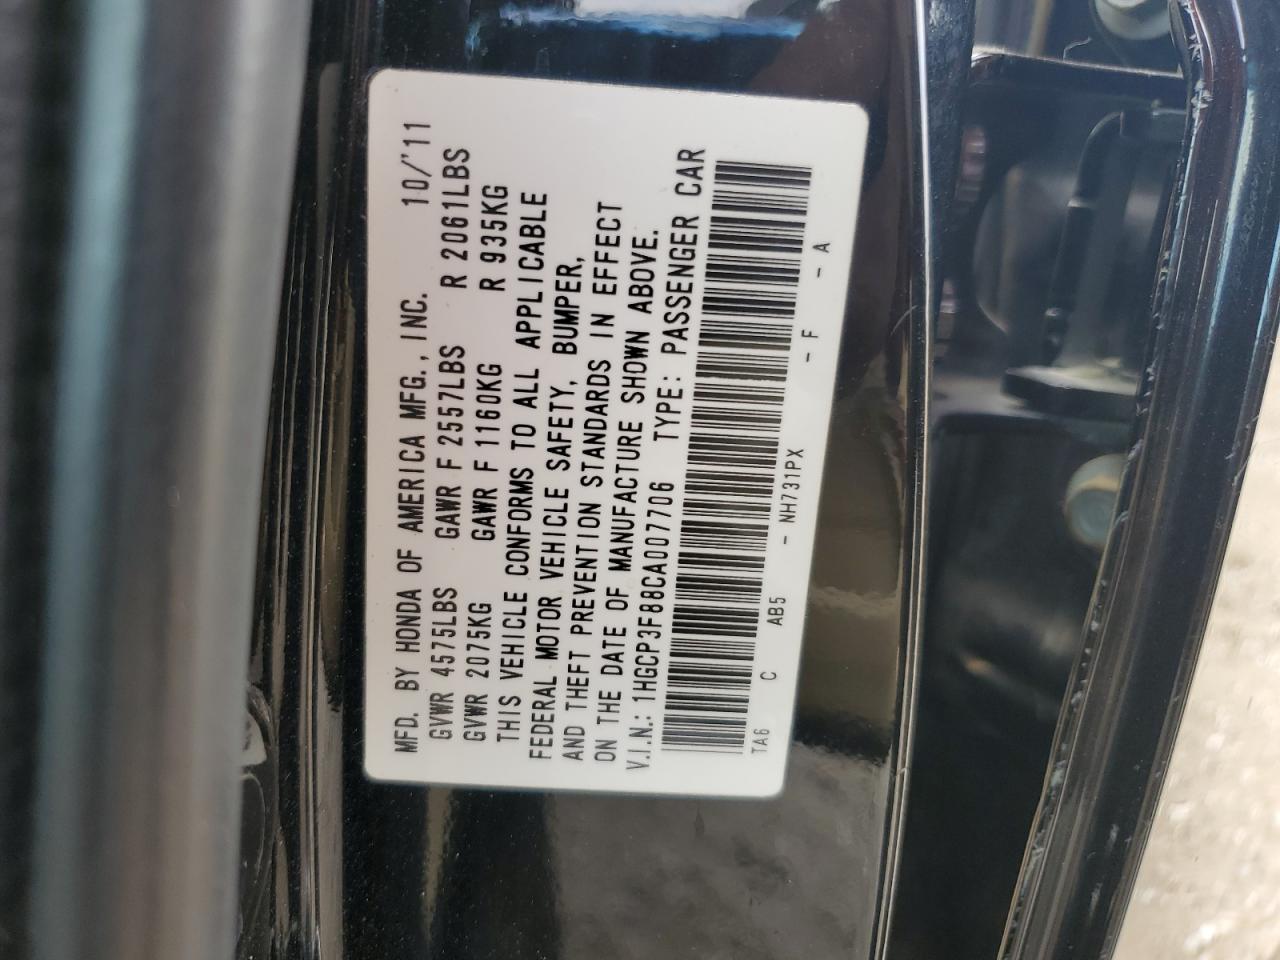 MFD. BY HONDA OF AMERICA MFG., INC. 10/'11
GVWR 4575LBS GAWR F 2557LBS R 2061LBS
GVWR 2075KG GAWR F 1160KG R 935KG
THIS VEHICLE CONFORMS TO ALL APPLICABLE
FEDERAL MOTOR VEHICLE SAFETY, BUMPER,
AND THEFT PREVENTION STANDARDS IN EFFECT
ON THE DATE OF MANUFACTURE SHOWN ABOVE.
V.I.N.: 1HGCP3F88CA007706 TYPE: PASSENGER CAR
TA6 C AB5 - NH731PX - F - A